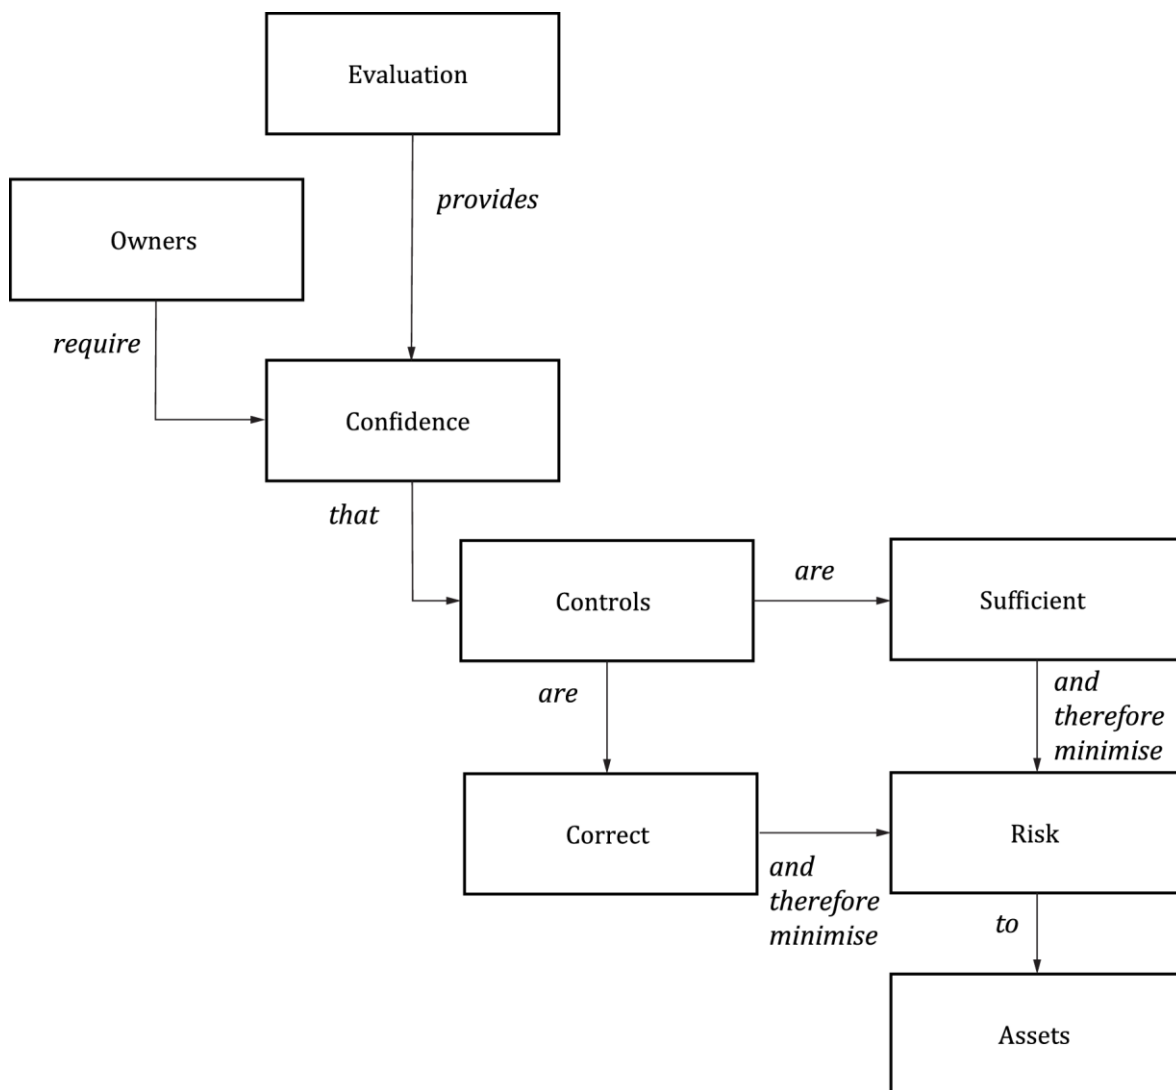 Evaluation
provides
Owners
require
Confidence
that
Controls
are
Sufficient
are
and
therefore
minimise
Correct
and
therefore
minimise
Risk
to
Assets